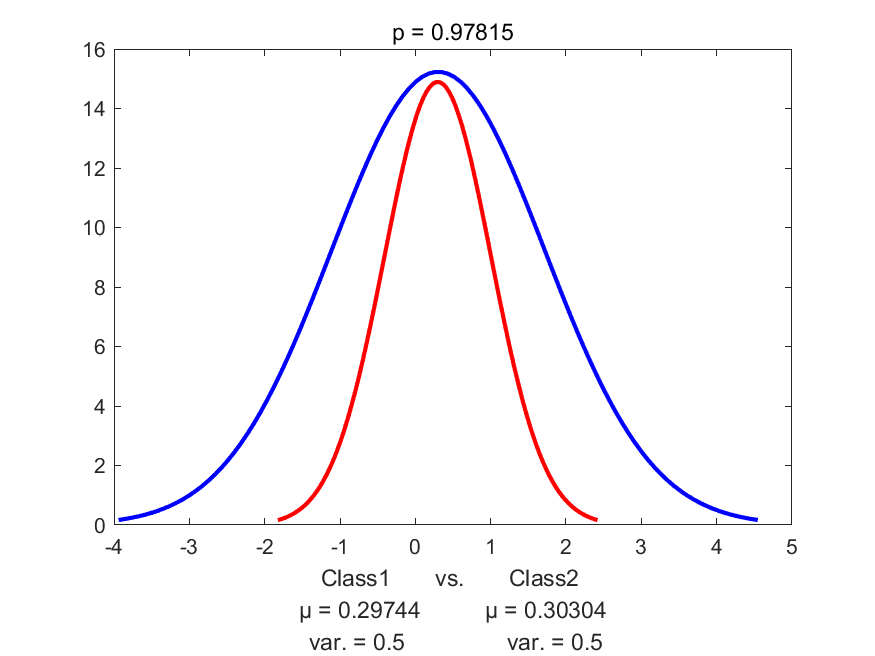 p = 0.97815
16
14
12
10
8
6
4
2
0
-4 -3 -2 -1 0 1 2 3 4 5
Class1 vs. Class2
μ = 0.29744 μ = 0.30304
var. = 0.5 var. = 0.5